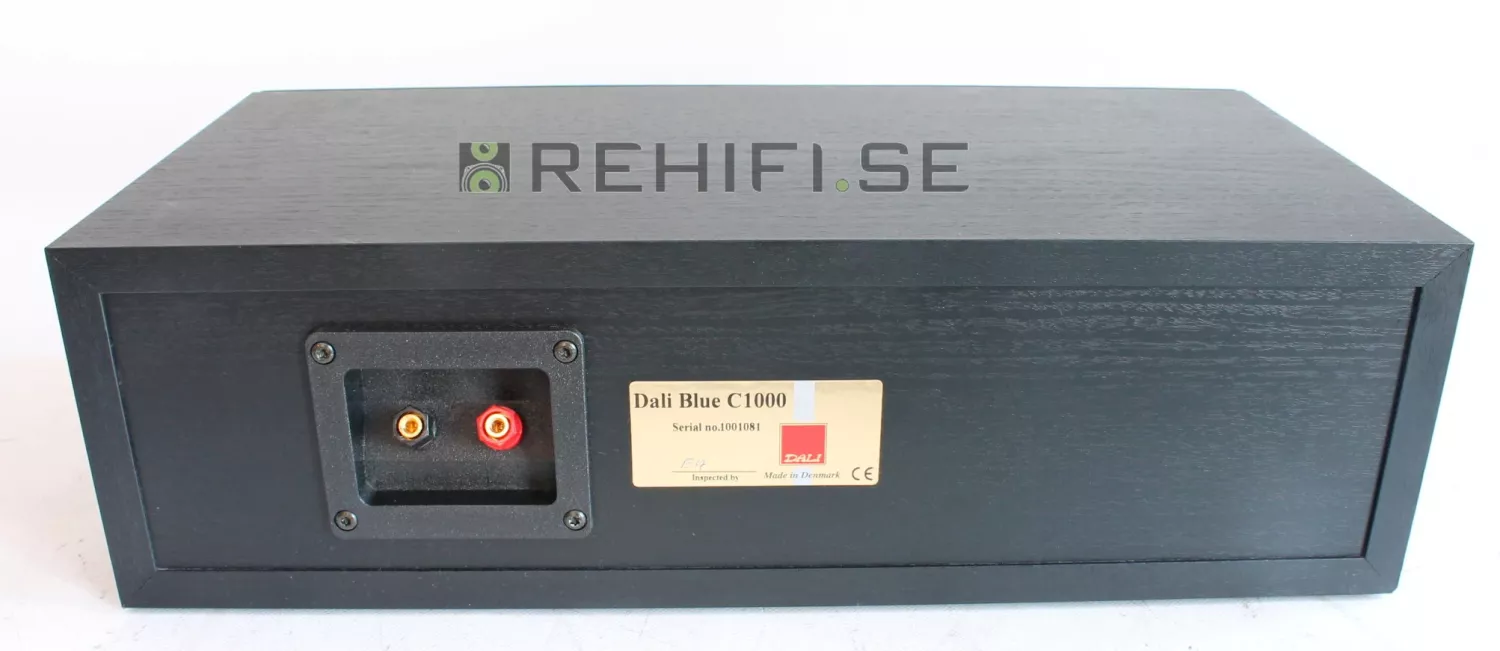 REHIFI.SE
Dali Blue C1000
Serial no.1001081
DALI
Inspected by
Made in Denmark
CE